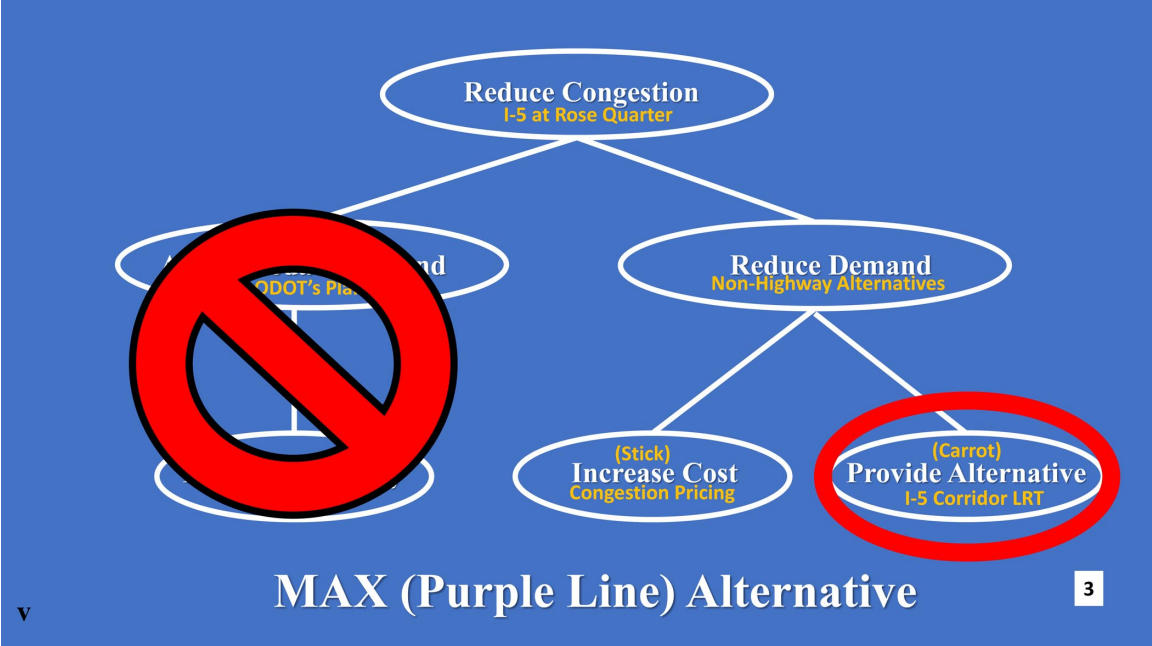 Reduce Congestion
I-5 at Rose Quarter
Reduce Demand
Non-Highway Alternatives
ODOT's
(Stick)
Increase Cost
Congestion Pricing
(Carrot)
Provide Alternative
I-5 Corridor LRT
MAX (Purple Line) Alternative
3
v